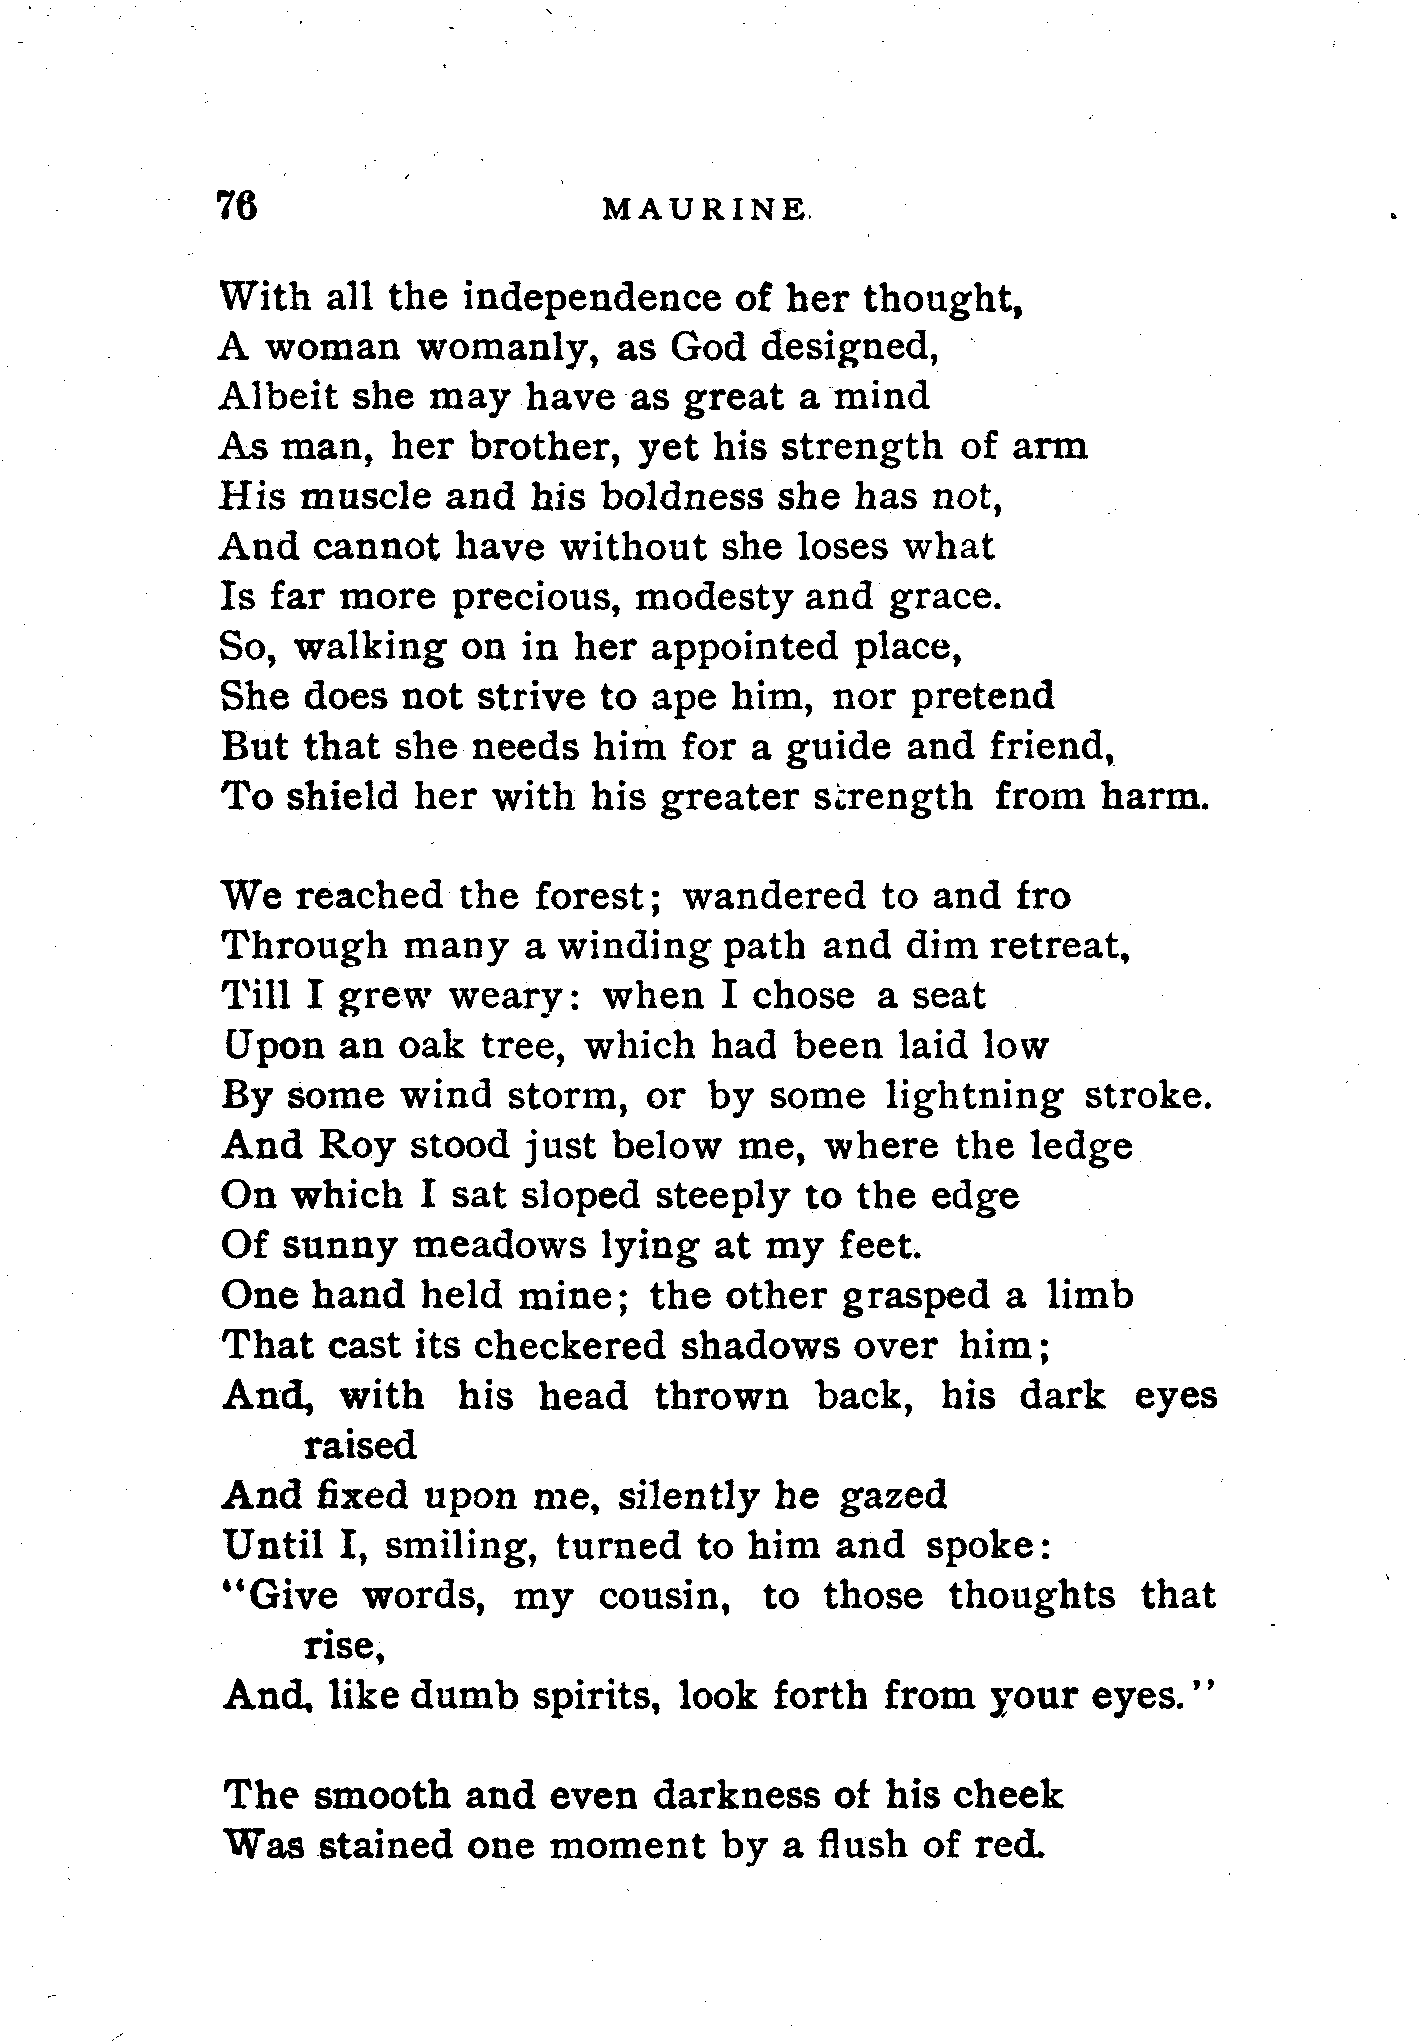 76 MAURINE.
With all the independence of her thought,
A woman womanly, as God designed,
Albeit she may have as great a mind
As man, her brother, yet his strength of arm
His muscle and his boldness she has not,
And cannot have without she loses what
Is far more precious, modesty and grace.
So, walking on in her appointed place,
She does not strive to ape him, nor pretend
But that she needs him for a guide and friend,
To shield her with his greater strength from harm.
We reached the forest; wandered to and fro
Through many a winding path and dim retreat,
Till I grew weary: when I chose a seat
Upon an oak tree, which had been laid low
By some wind storm, or by some lightning stroke.
And Roy stood just below me, where the ledge
On which I sat sloped steeply to the edge
Of sunny meadows lying at my feet.
One hand held mine; the other grasped a limb
That cast its checkered shadows over him;
And, with his head thrown back, his dark eyes
raised
And fixed upon me, silently he gazed
Until I, smiling, turned to him and spoke:
"Give words, my cousin, to those thoughts that
rise,
And, like dumb spirits, look forth from your eyes."
The smooth and even darkness of his cheek
Was stained one moment by a flush of red.